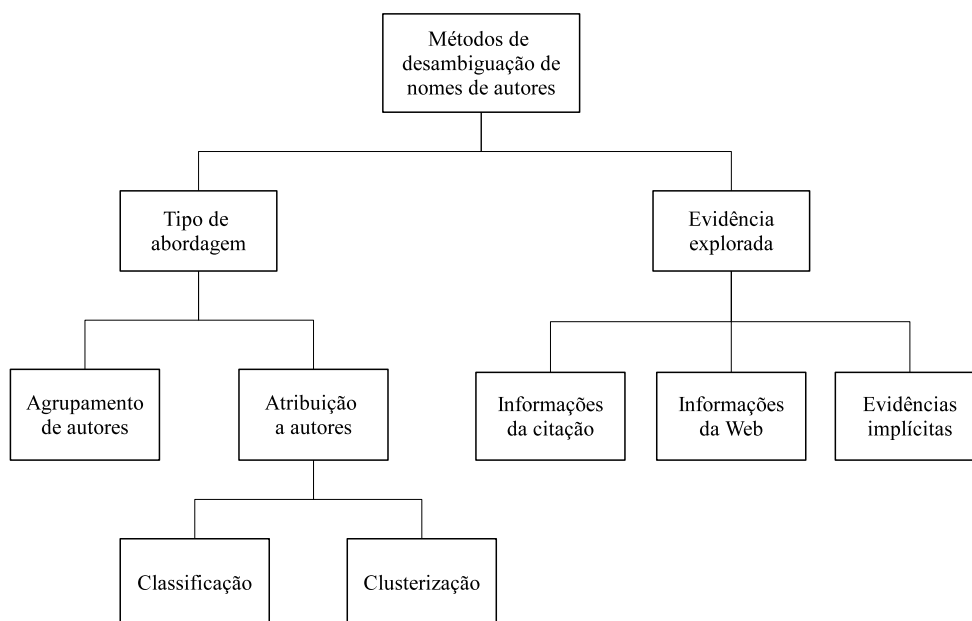 Métodos de
desambiguação de
nomes de autores
Tipo de
abordagem
Evidência
explorada
Agrupamento
de autores
Atribuição
a autores
Informações
da citação
Informações
da Web
Evidências
implícitas
Classificação
Clusterização